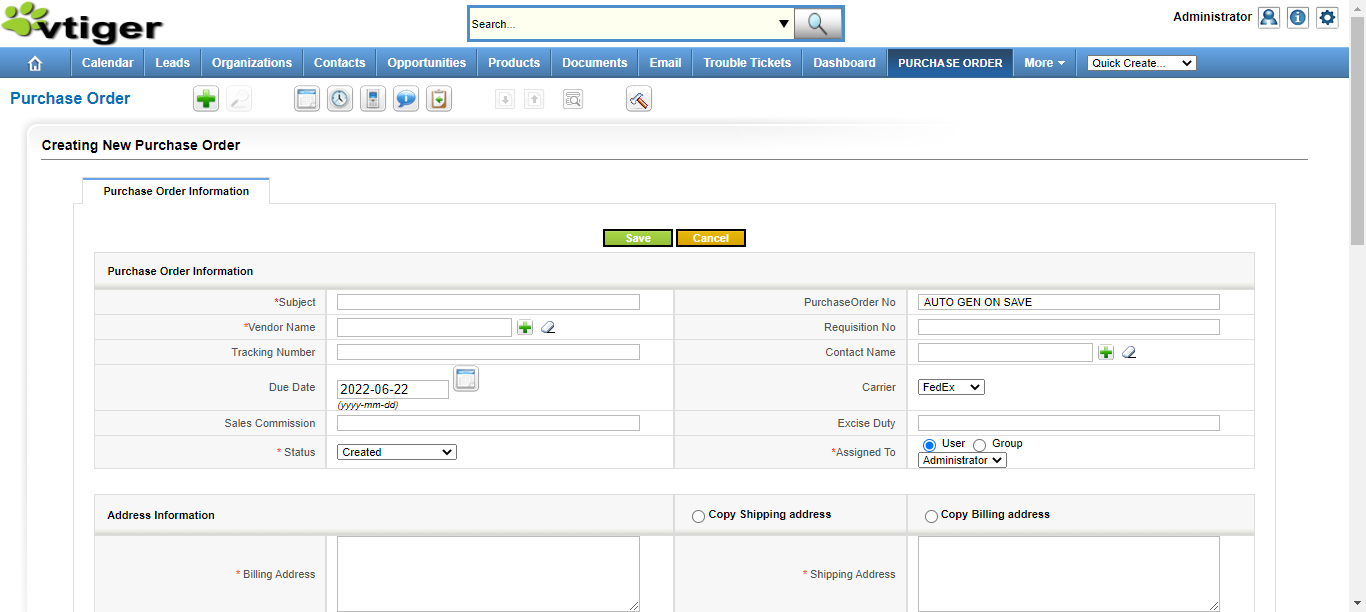 vtiger
Search...
Administrator
Calendar Leads Organizations Contacts Opportunities Products Documents Email Trouble Tickets Dashboard PURCHASE ORDER More Quick Create...
Purchase Order
Creating New Purchase Order
Purchase Order Information
Save Cancel
Purchase Order Information
*Subject PurchaseOrder No AUTO GEN ON SAVE
*Vendor Name Requisition No
Tracking Number Contact Name
Due Date 2022-06-22 Carrier FedEx
(yyyy-mm-dd)
Sales Commission Excise Duty
* Status Created *Assigned To User Group
Administrator
Address Information Copy Shipping address Copy Billing address
* Billing Address * Shipping Address